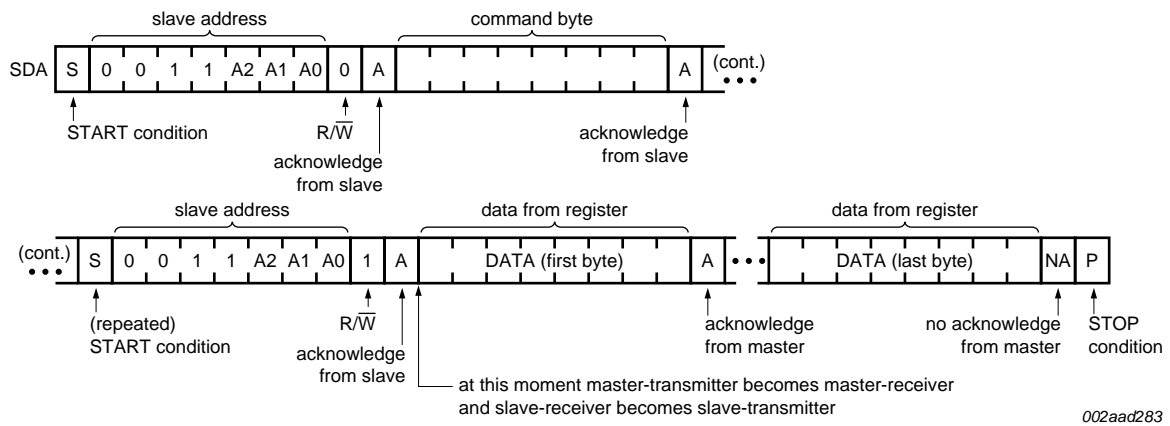 slave address command byte
SDA S 0 0 1 1 A2 A1 A0 0 A A (cont.)
START condition R/W̅ acknowledge from slave acknowledge from slave
slave address data from register data from register
(cont.) S 0 0 1 1 A2 A1 A0 1 A DATA (first byte) A DATA (last byte) NA P
(repeated) START condition R/W̅ acknowledge from slave acknowledge from master no acknowledge from master STOP condition
at this moment master-transmitter becomes master-receiver
and slave-receiver becomes slave-transmitter
002aad283